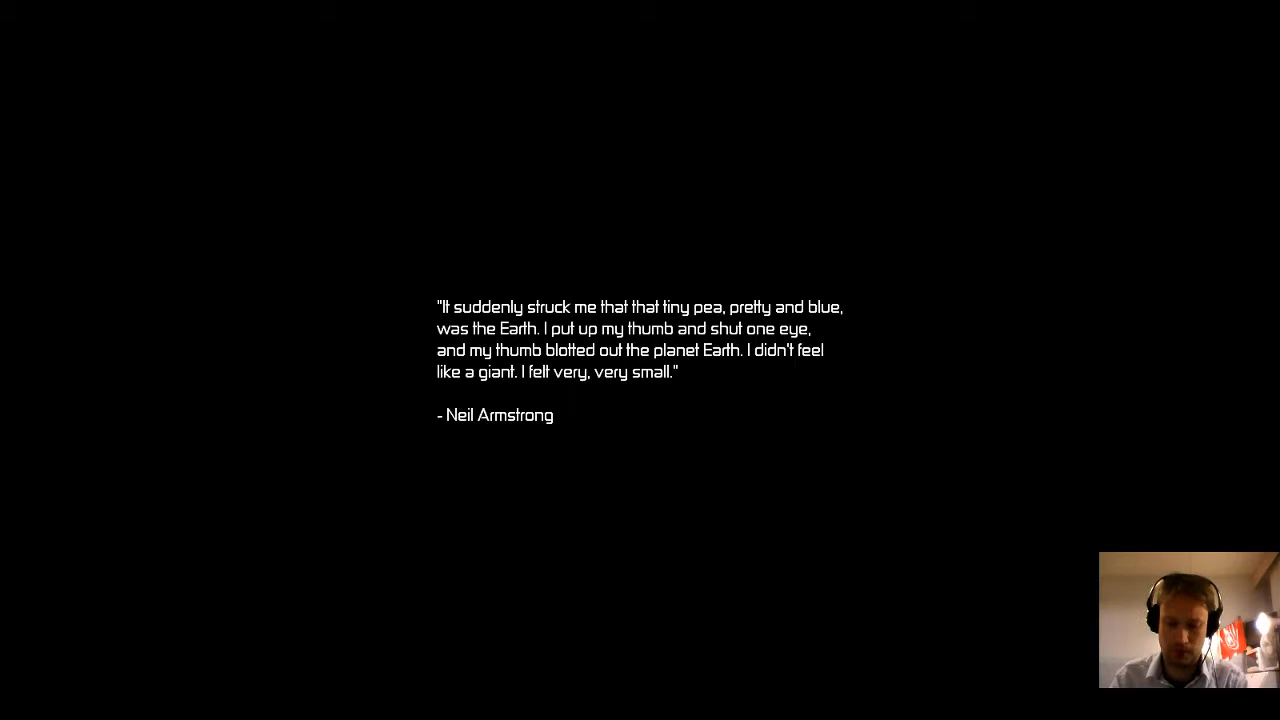 "It suddenly struck me that that tiny pea, pretty and blue,
was the Earth. I put up my thumb and shut one eye,
and my thumb blotted out the planet Earth. I didn't feel
like a giant. I felt very, very small."
- Neil Armstrong